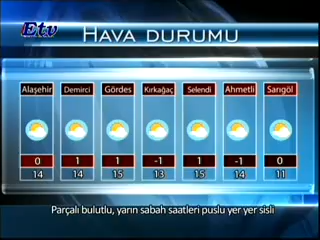 Etv
HAVA DURUMU
Alaşehir Demirci Gördes Kırkağaç Selendi Ahmetli Sarıgöl
0 1 1 -1 1 -1 0
14 14 15 13 15 14 11
Parçalı bulutlu, yarın sabah saatleri puslu yer yer sisli